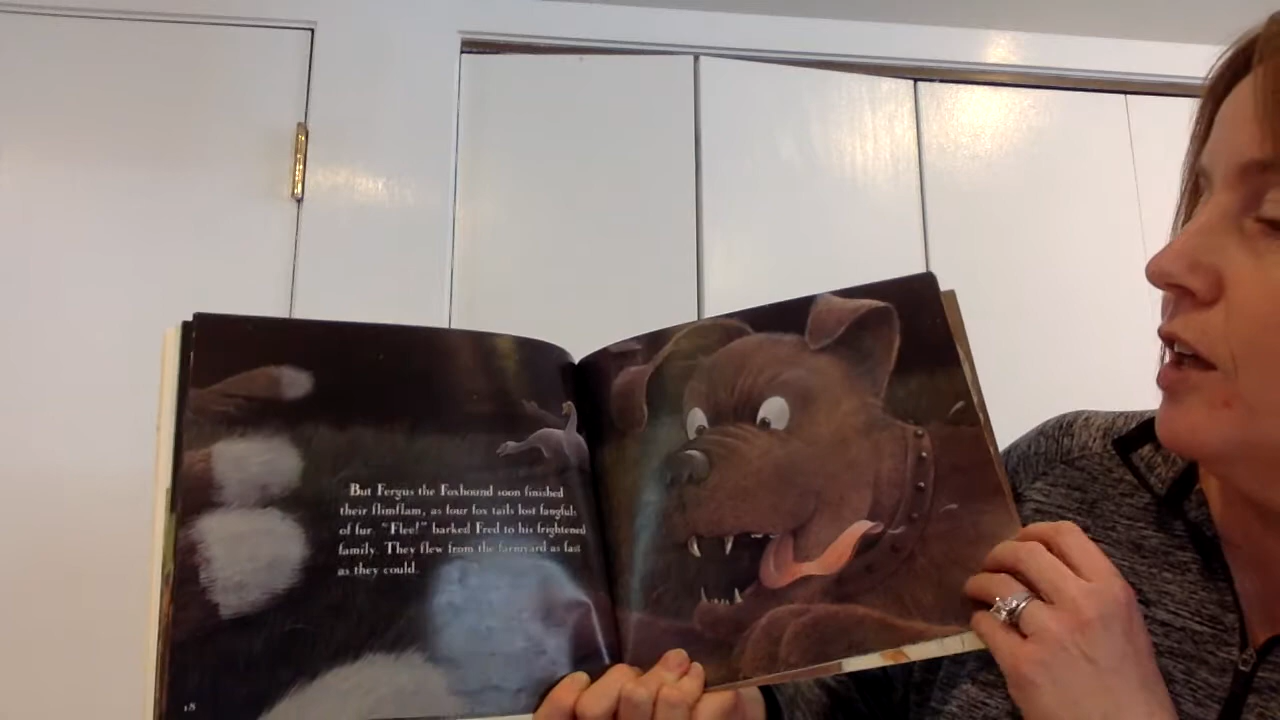 But Fergus the Foxhound soon finished
their flimflam, as four fox tails lost fangfuls
of fur. "Flee!" barked Fred to his frightened
family. They flew from the farmyard as fast
as they could.
18